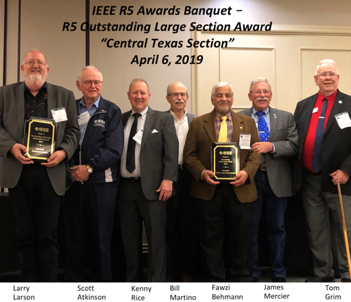 IEEE R5 Awards Banquet –
R5 Outstanding Large Section Award
“Central Texas Section”
April 6, 2019
IEEE
IEEE
Larry Larson
Scott Atkinson
Kenny Rice
Bill Martino
Fawzi Behmann
James Mercier
Tom Grim